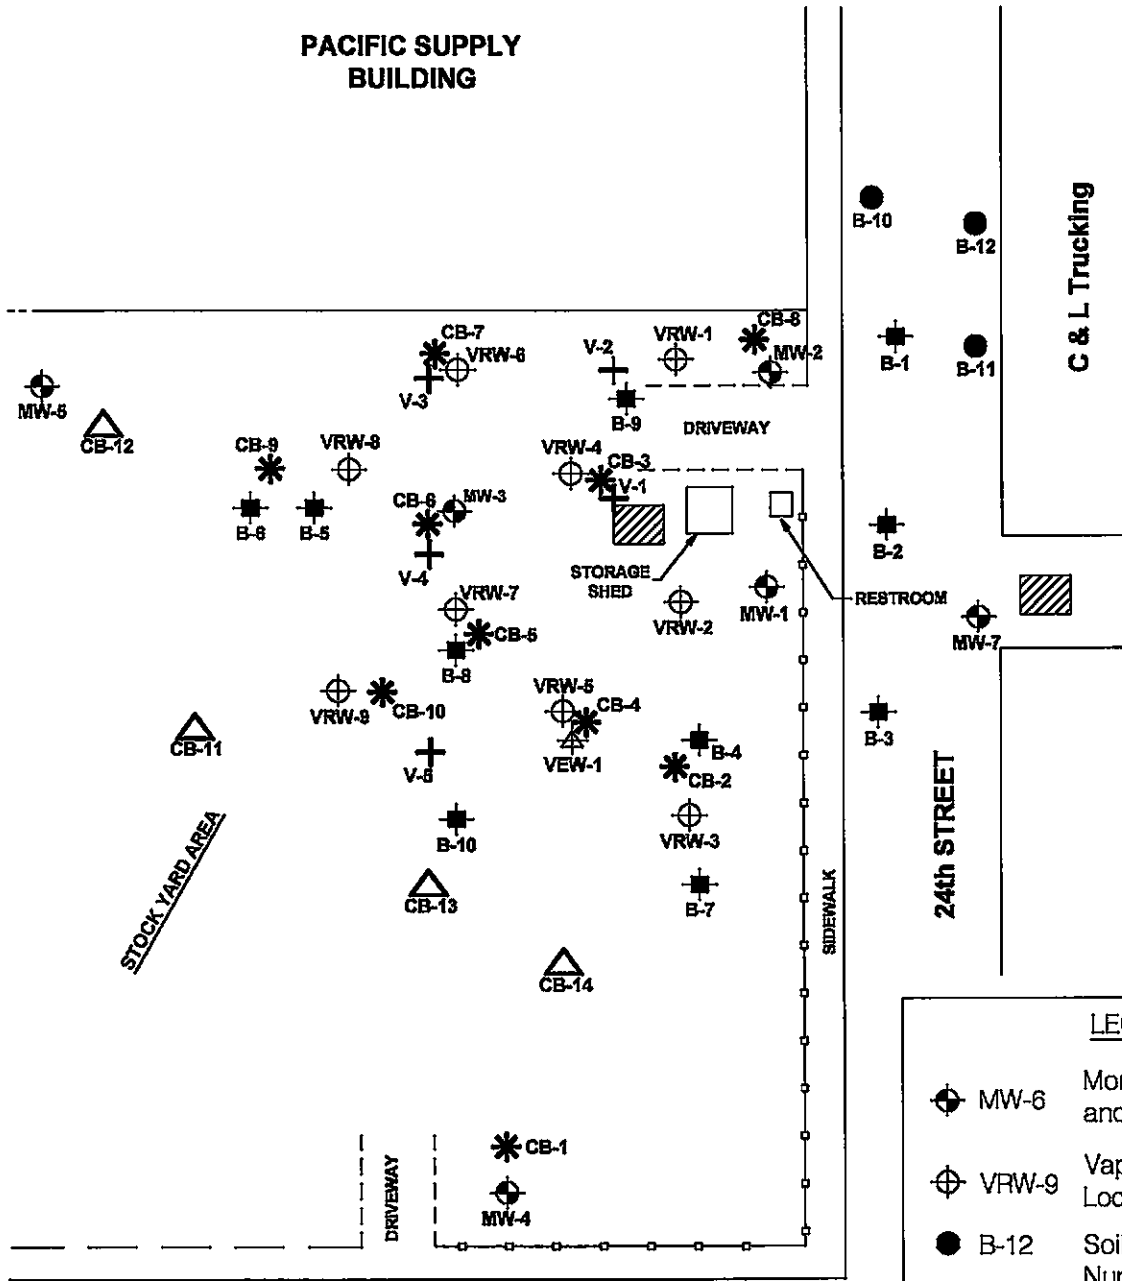 PACIFIC SUPPLY
BUILDING
B-10
B-12
C & L Trucking
CB-7
VRW-6
V-3
V-2
VRW-1
CB-8
MW-2
B-1
B-11
MW-5
CB-12
B-9
DRIVEWAY
CB-9
VRW-8
VRW-4
CB-3
V-1
CB-6
MW-3
B-6
B-5
B-2
V-4
STORAGE
SHED
VRW-7
VRW-2
MW-1
RESTROOM
MW-7
CB-5
B-8
VRW-9
CB-10
VRW-5
CB-4
VEW-1
B-4
B-3
CB-11
V-5
CB-2
VRW-3
B-10
24th STREET
STOCK YARD AREA
CB-13
B-7
SIDEWALK
CB-14
MW-6
and
VRW-9
B-12
CB-1
DRIVEWAY
MW-4